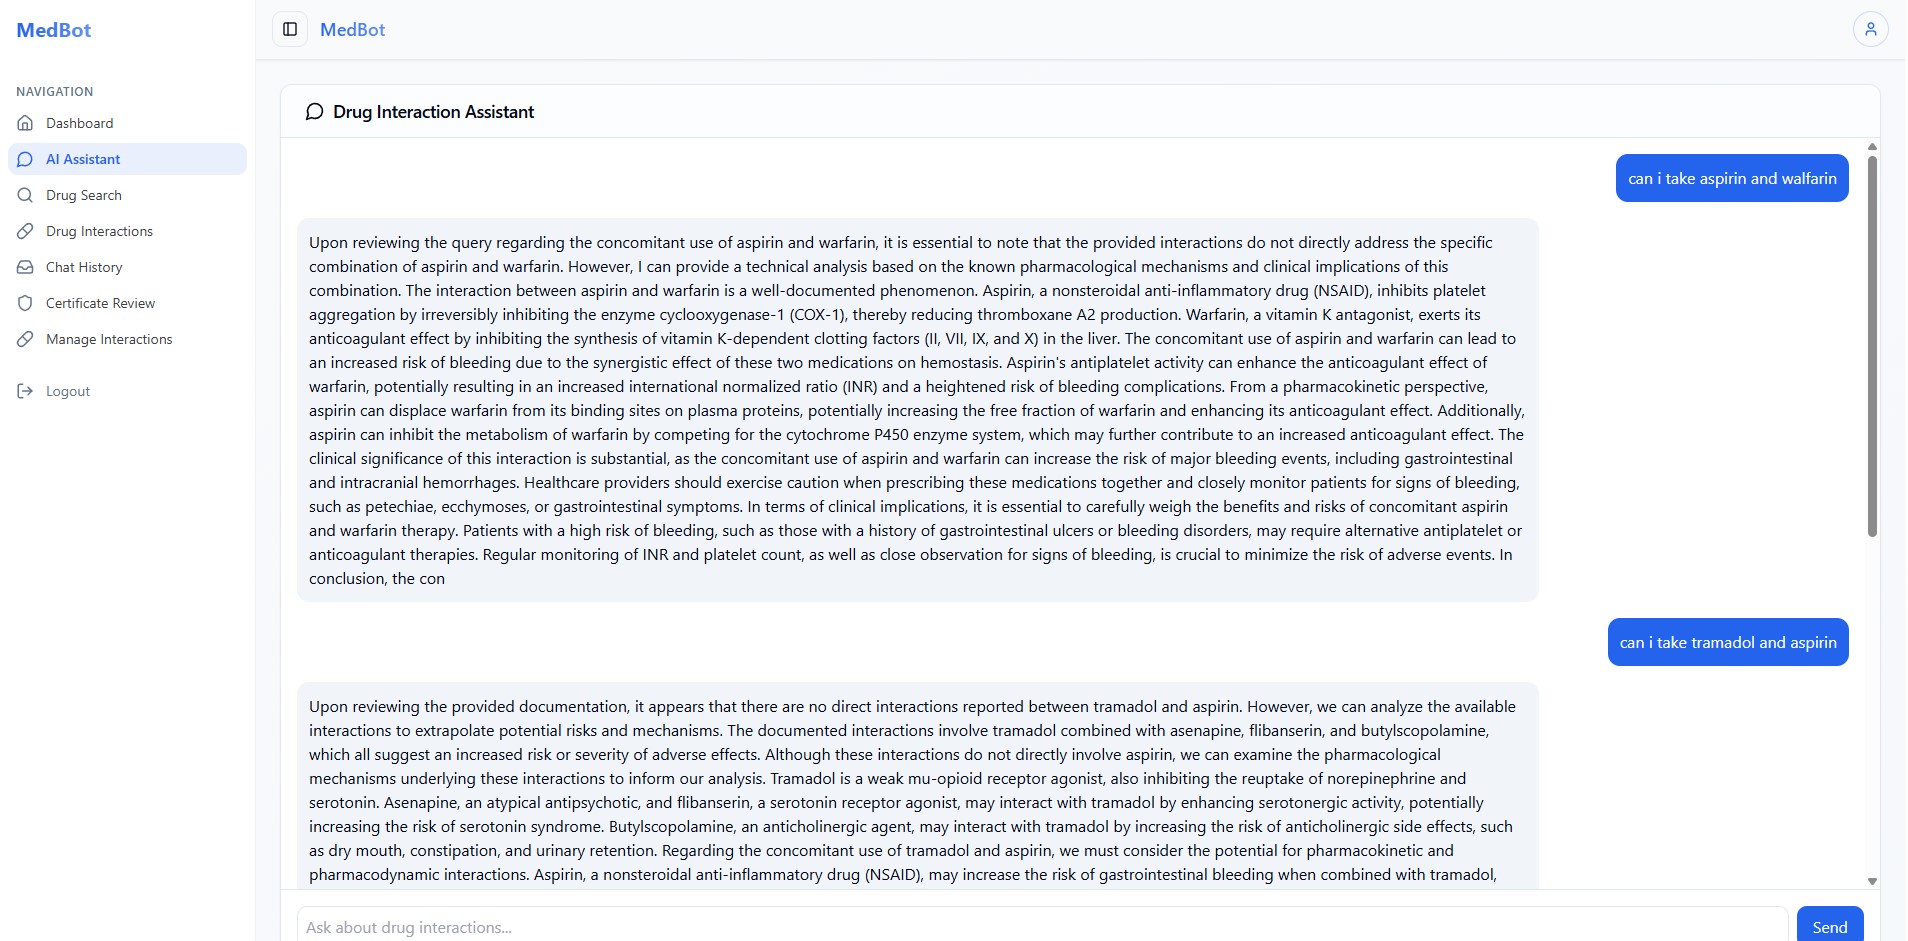 MedBot
MedBot
NAVIGATION
Dashboard
AI Assistant
Drug Search
Drug Interactions
Chat History
Certificate Review
Manage Interactions
Logout
Drug Interaction Assistant
can i take aspirin and walfarin
Upon reviewing the query regarding the concomitant use of aspirin and warfarin, it is essential to note that the provided interactions do not directly address the specific
combination of aspirin and warfarin. However, I can provide a technical analysis based on the known pharmacological mechanisms and clinical implications of this
combination. The interaction between aspirin and warfarin is a well-documented phenomenon. Aspirin, a nonsteroidal anti-inflammatory drug (NSAID), inhibits platelet
aggregation by irreversibly inhibiting the enzyme cyclooxygenase-1 (COX-1), thereby reducing thromboxane A2 production. Warfarin, a vitamin K antagonist, exerts its
anticoagulant effect by inhibiting the synthesis of vitamin K-dependent clotting factors (II, VII, IX, and X) in the liver. The concomitant use of aspirin and warfarin can lead to
an increased risk of bleeding due to the synergistic effect of these two medications on hemostasis. Aspirin's antiplatelet activity can enhance the anticoagulant effect of
warfarin, potentially resulting in an increased international normalized ratio (INR) and a heightened risk of bleeding complications. From a pharmacokinetic perspective,
aspirin can displace warfarin from its binding sites on plasma proteins, potentially increasing the free fraction of warfarin and enhancing its anticoagulant effect. Additionally,
aspirin can inhibit the metabolism of warfarin by competing for the cytochrome P450 enzyme system, which may further contribute to an increased anticoagulant effect. The
clinical significance of this interaction is substantial, as the concomitant use of aspirin and warfarin can increase the risk of major bleeding events, including gastrointestinal
and intracranial hemorrhages. Healthcare providers should exercise caution when prescribing these medications together and closely monitor patients for signs of bleeding,
such as petechiae, ecchymoses, or gastrointestinal symptoms. In terms of clinical implications, it is essential to carefully weigh the benefits and risks of concomitant aspirin
and warfarin therapy. Patients with a high risk of bleeding, such as those with a history of gastrointestinal ulcers or bleeding disorders, may require alternative antiplatelet or
anticoagulant therapies. Regular monitoring of INR and platelet count, as well as close observation for signs of bleeding, is crucial to minimize the risk of adverse events. In
conclusion, the con
can i take tramadol and aspirin
Upon reviewing the provided documentation, it appears that there are no direct interactions reported between tramadol and aspirin. However, we can analyze the available
interactions to extrapolate potential risks and mechanisms. The documented interactions involve tramadol combined with asenapine, flibanserin, and butylscopolamine,
which all suggest an increased risk or severity of adverse effects. Although these interactions do not directly involve aspirin, we can examine the pharmacological
mechanisms underlying these interactions to inform our analysis. Tramadol is a weak mu-opioid receptor agonist, also inhibiting the reuptake of norepinephrine and
serotonin. Asenapine, an atypical antipsychotic, and flibanserin, a serotonin receptor agonist, may interact with tramadol by enhancing serotonergic activity, potentially
increasing the risk of serotonin syndrome. Butylscopolamine, an anticholinergic agent, may interact with tramadol by increasing the risk of anticholinergic side effects, such
as dry mouth, constipation, and urinary retention. Regarding the concomitant use of tramadol and aspirin, we must consider the potential for pharmacokinetic and
pharmacodynamic interactions. Aspirin, a nonsteroidal anti-inflammatory drug (NSAID), may increase the risk of gastrointestinal bleeding when combined with tramadol,
Ask about drug interactions...
Send